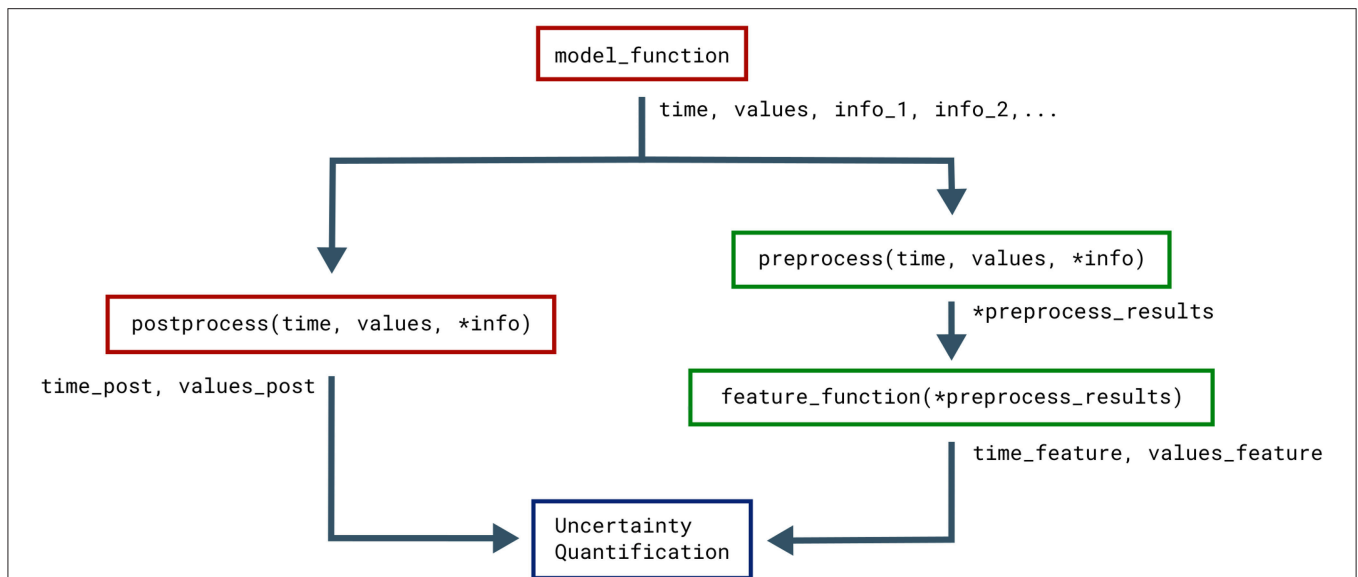 model_function
time, values, info_1, info_2,...
preprocess(time, values, *info)
postprocess(time, values, *info)
*preprocess_results
time_post, values_post
feature_function(*preprocess_results)
time_feature, values_feature
Uncertainty
Quantification